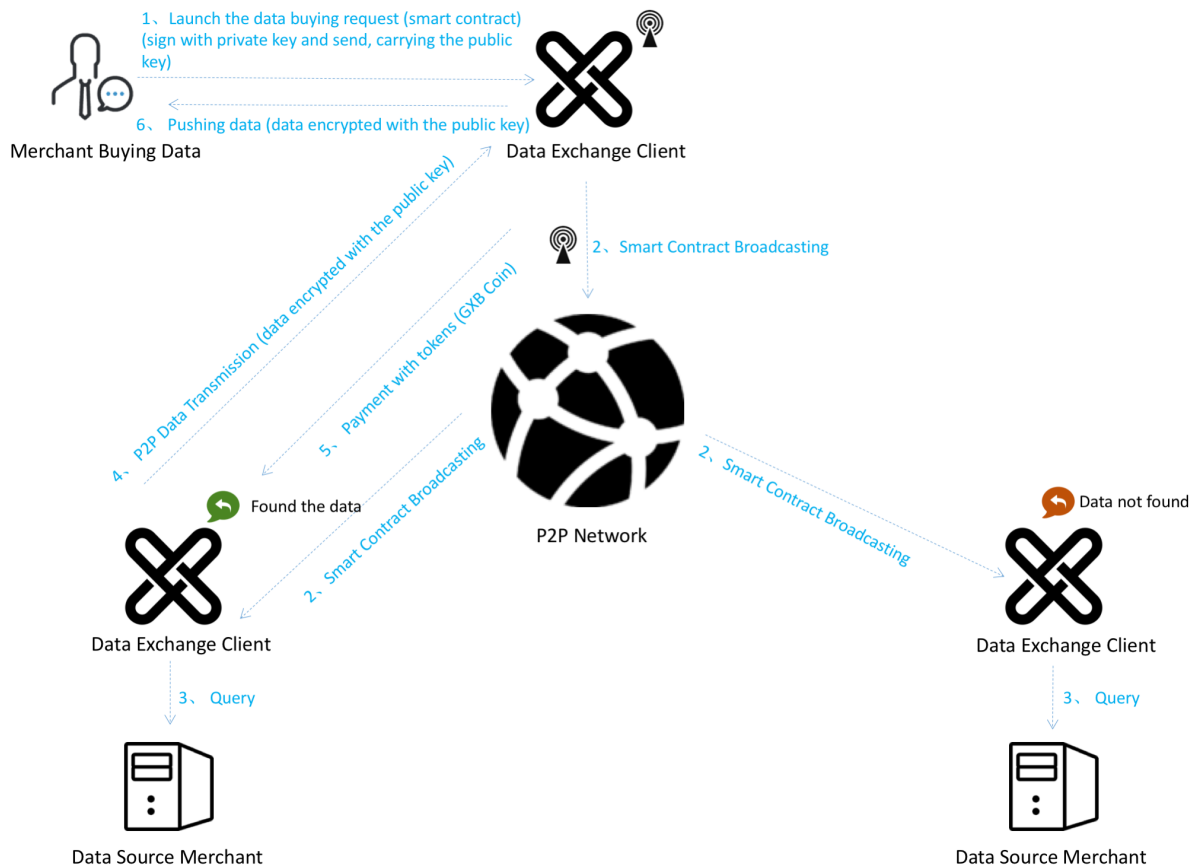 1、 Launch the data buying request (smart contract)
(sign with private key and send, carrying the public
key)
6、 Pushing data (data encrypted with the public key)
Merchant Buying Data
Data Exchange Client
2、 Smart Contract Broadcasting
4、 P2P Data Transmission (data encrypted with the public key)
5、 Payment with tokens (GXB Coin)
2、 Smart Contract Broadcasting
2、 Smart Contract Broadcasting
P2P Network
Found the data
Data not found
Data Exchange Client
Data Exchange Client
3、 Query
3、 Query
Data Source Merchant
Data Source Merchant